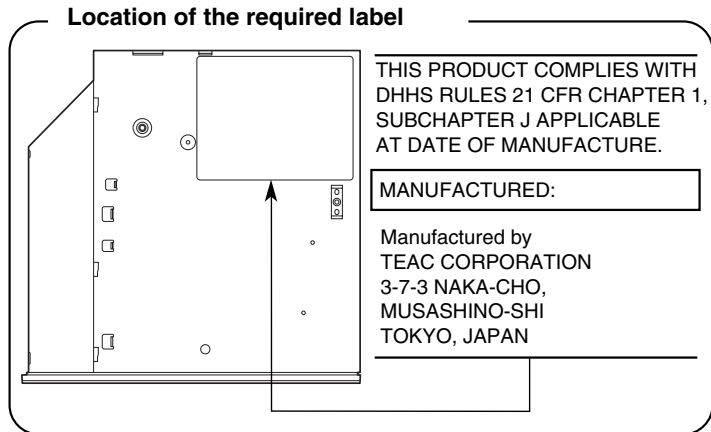 Location of the required label
THIS PRODUCT COMPLIES WITH
DHHS RULES 21 CFR CHAPTER 1,
SUBCHAPTER J APPLICABLE
AT DATE OF MANUFACTURE.
MANUFACTURED:
Manufactured by
TEAC CORPORATION
3-7-3 NAKA-CHO,
MUSASHINO-SHI
TOKYO, JAPAN